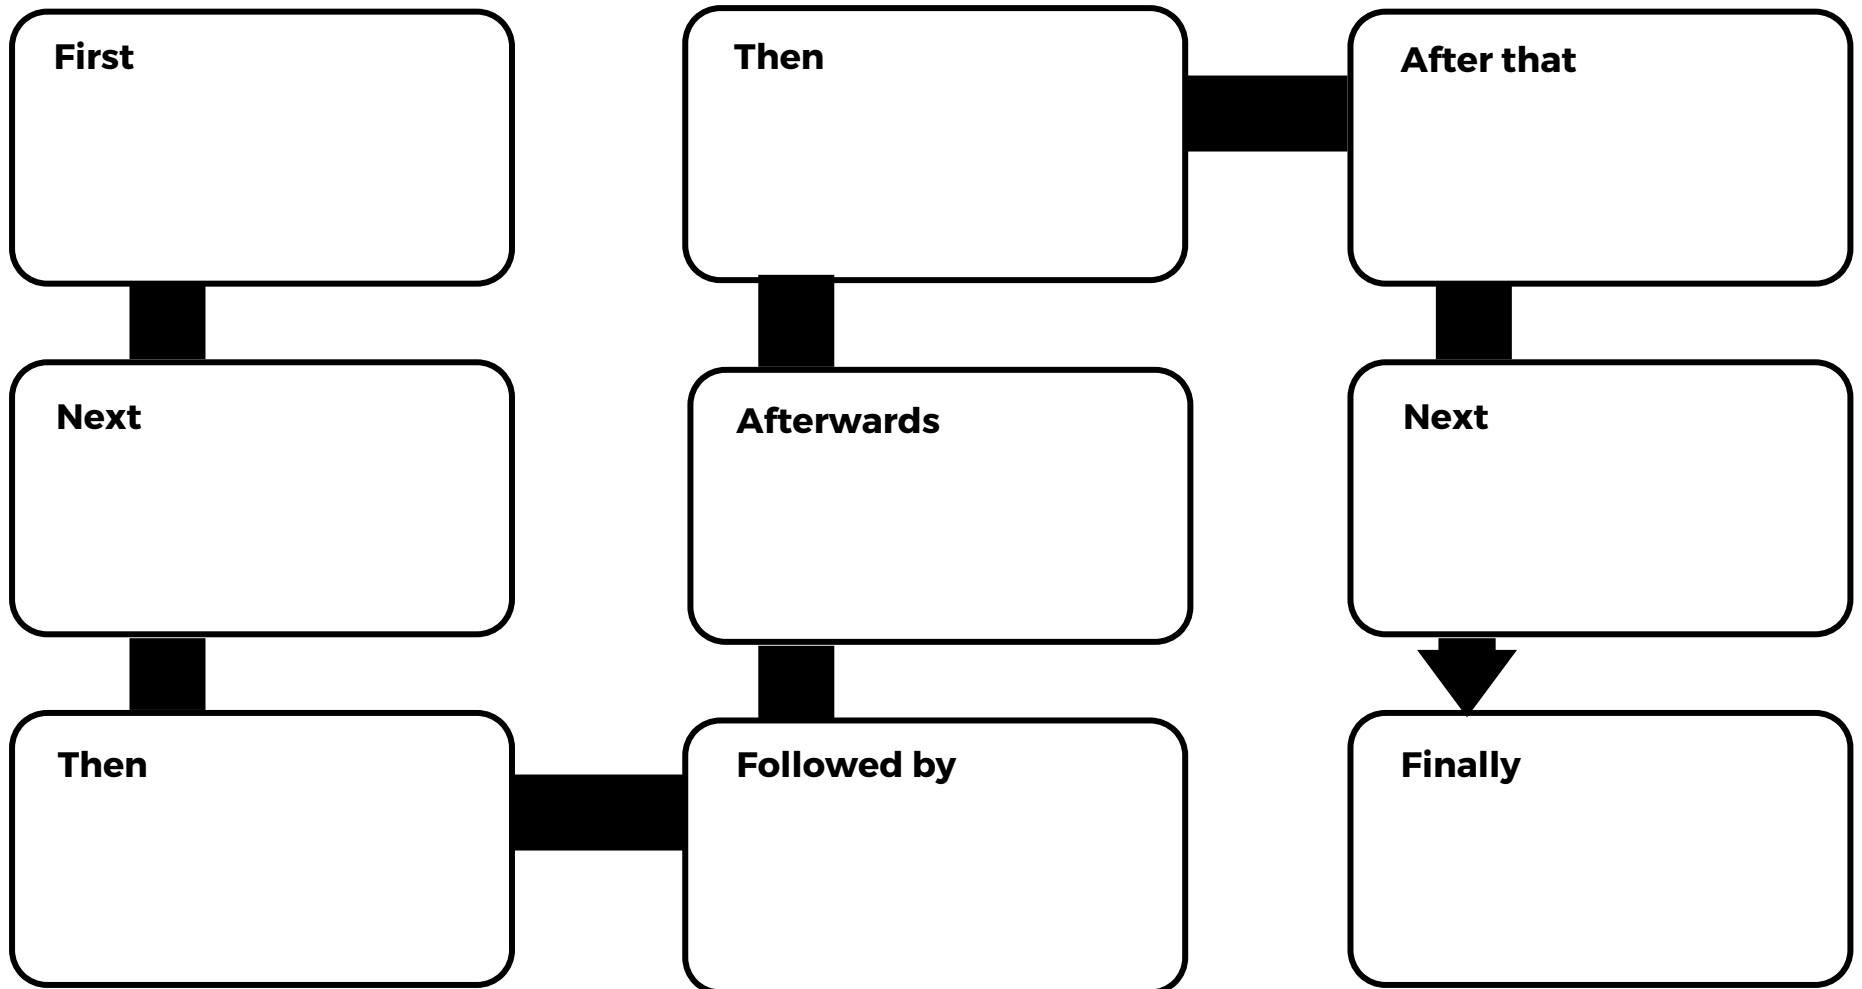 First
Next
Then
Followed by
Afterwards
Then
After that
Next
Finally